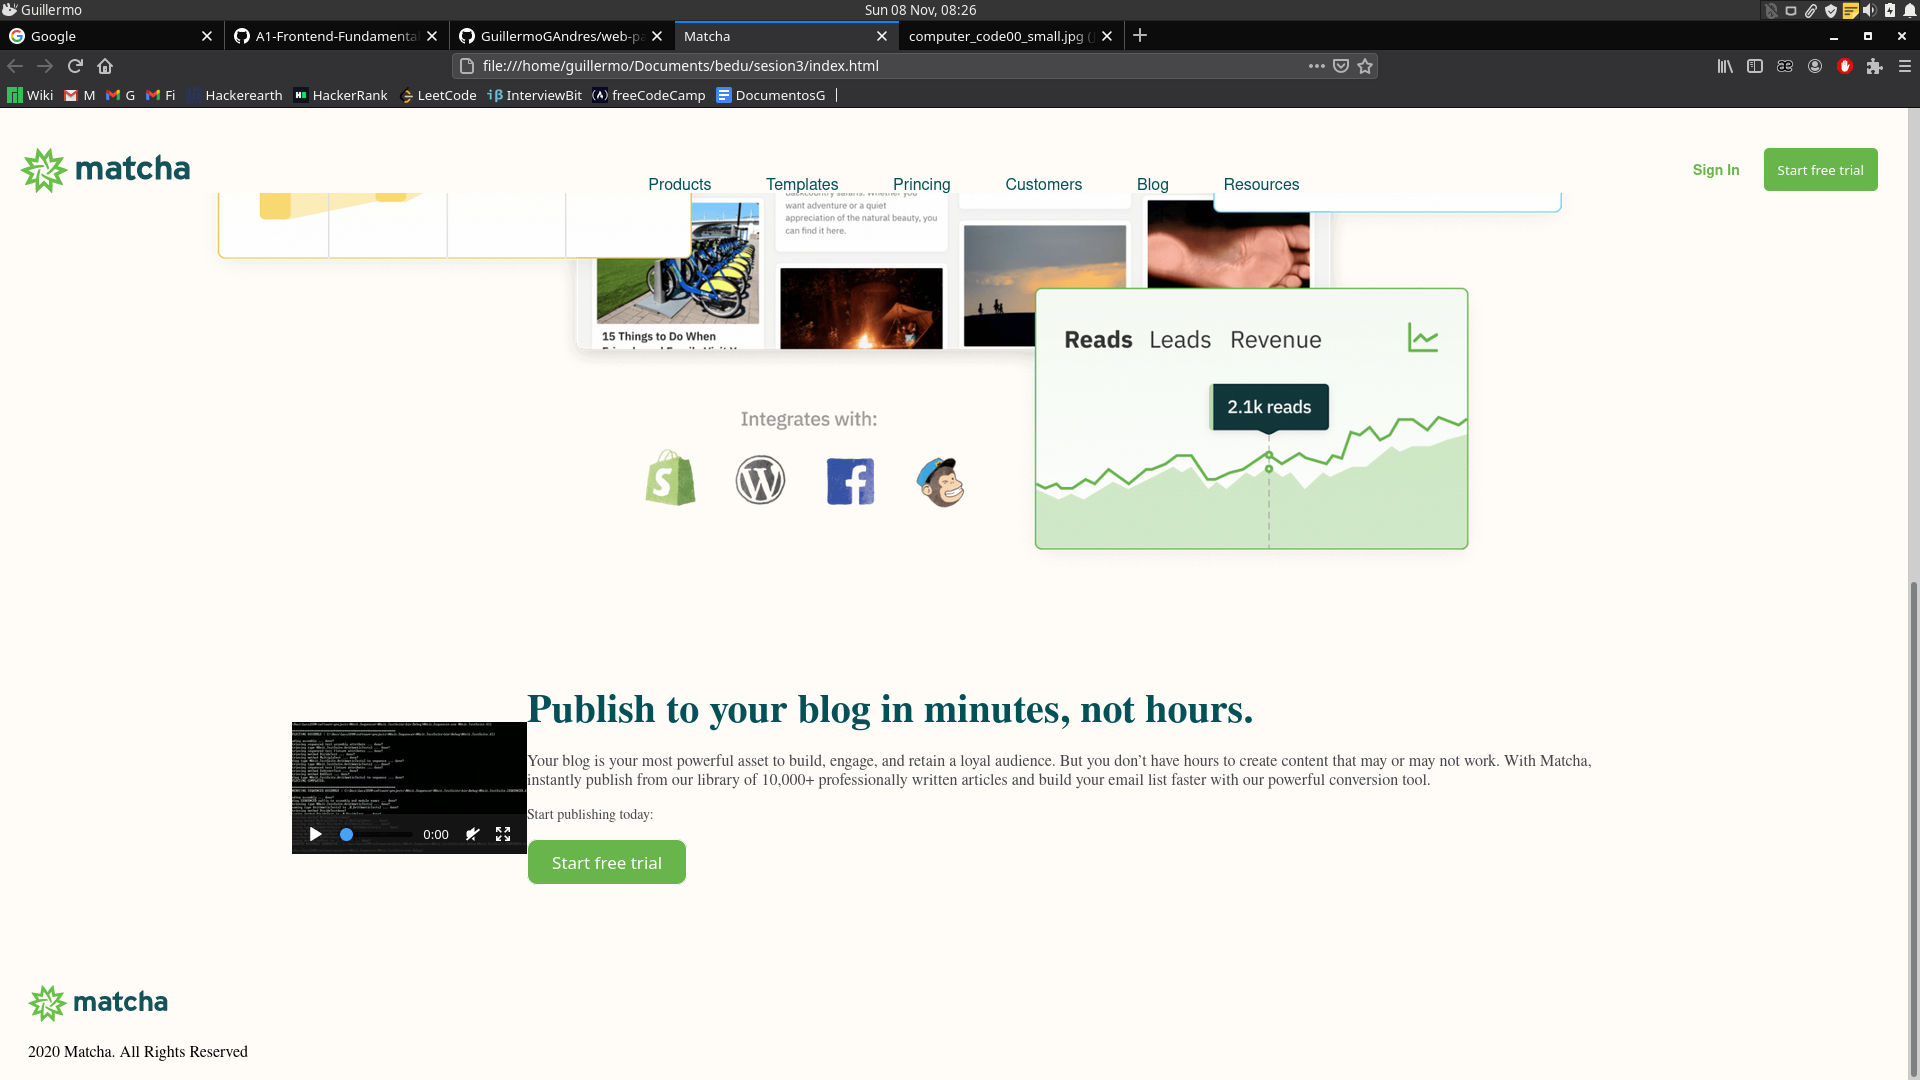 Guillermo
Sun 08 Nov, 08:26
Google
A1-Frontend-Fundamenta
GuillermoGAndres/web-pa
Matcha
computer_code00_small.jpg (
file:///home/guillermo/Documents/bedu/sesion3/index.html
Wiki M G Fi Hackerearth HackerRank LeetCode InterviewBit freeCodeCamp DocumentosG
matcha
Products Templates Princing Customers Blog Resources
Sign In
Start free trial
want adventure or a quiet
appreciation of the natural beauty, you
can find it here.
15 Things to Do When
Reads Leads Revenue
2.1k reads
Integrates with:
Publish to your blog in minutes, not hours.
Your blog is your most powerful asset to build, engage, and retain a loyal audience. But you don’t have hours to create content that may or may not work. With Matcha,
instantly publish from our library of 10,000+ professionally written articles and build your email list faster with our powerful conversion tool.
Start publishing today:
0:00
Start free trial
matcha
2020 Matcha. All Rights Reserved